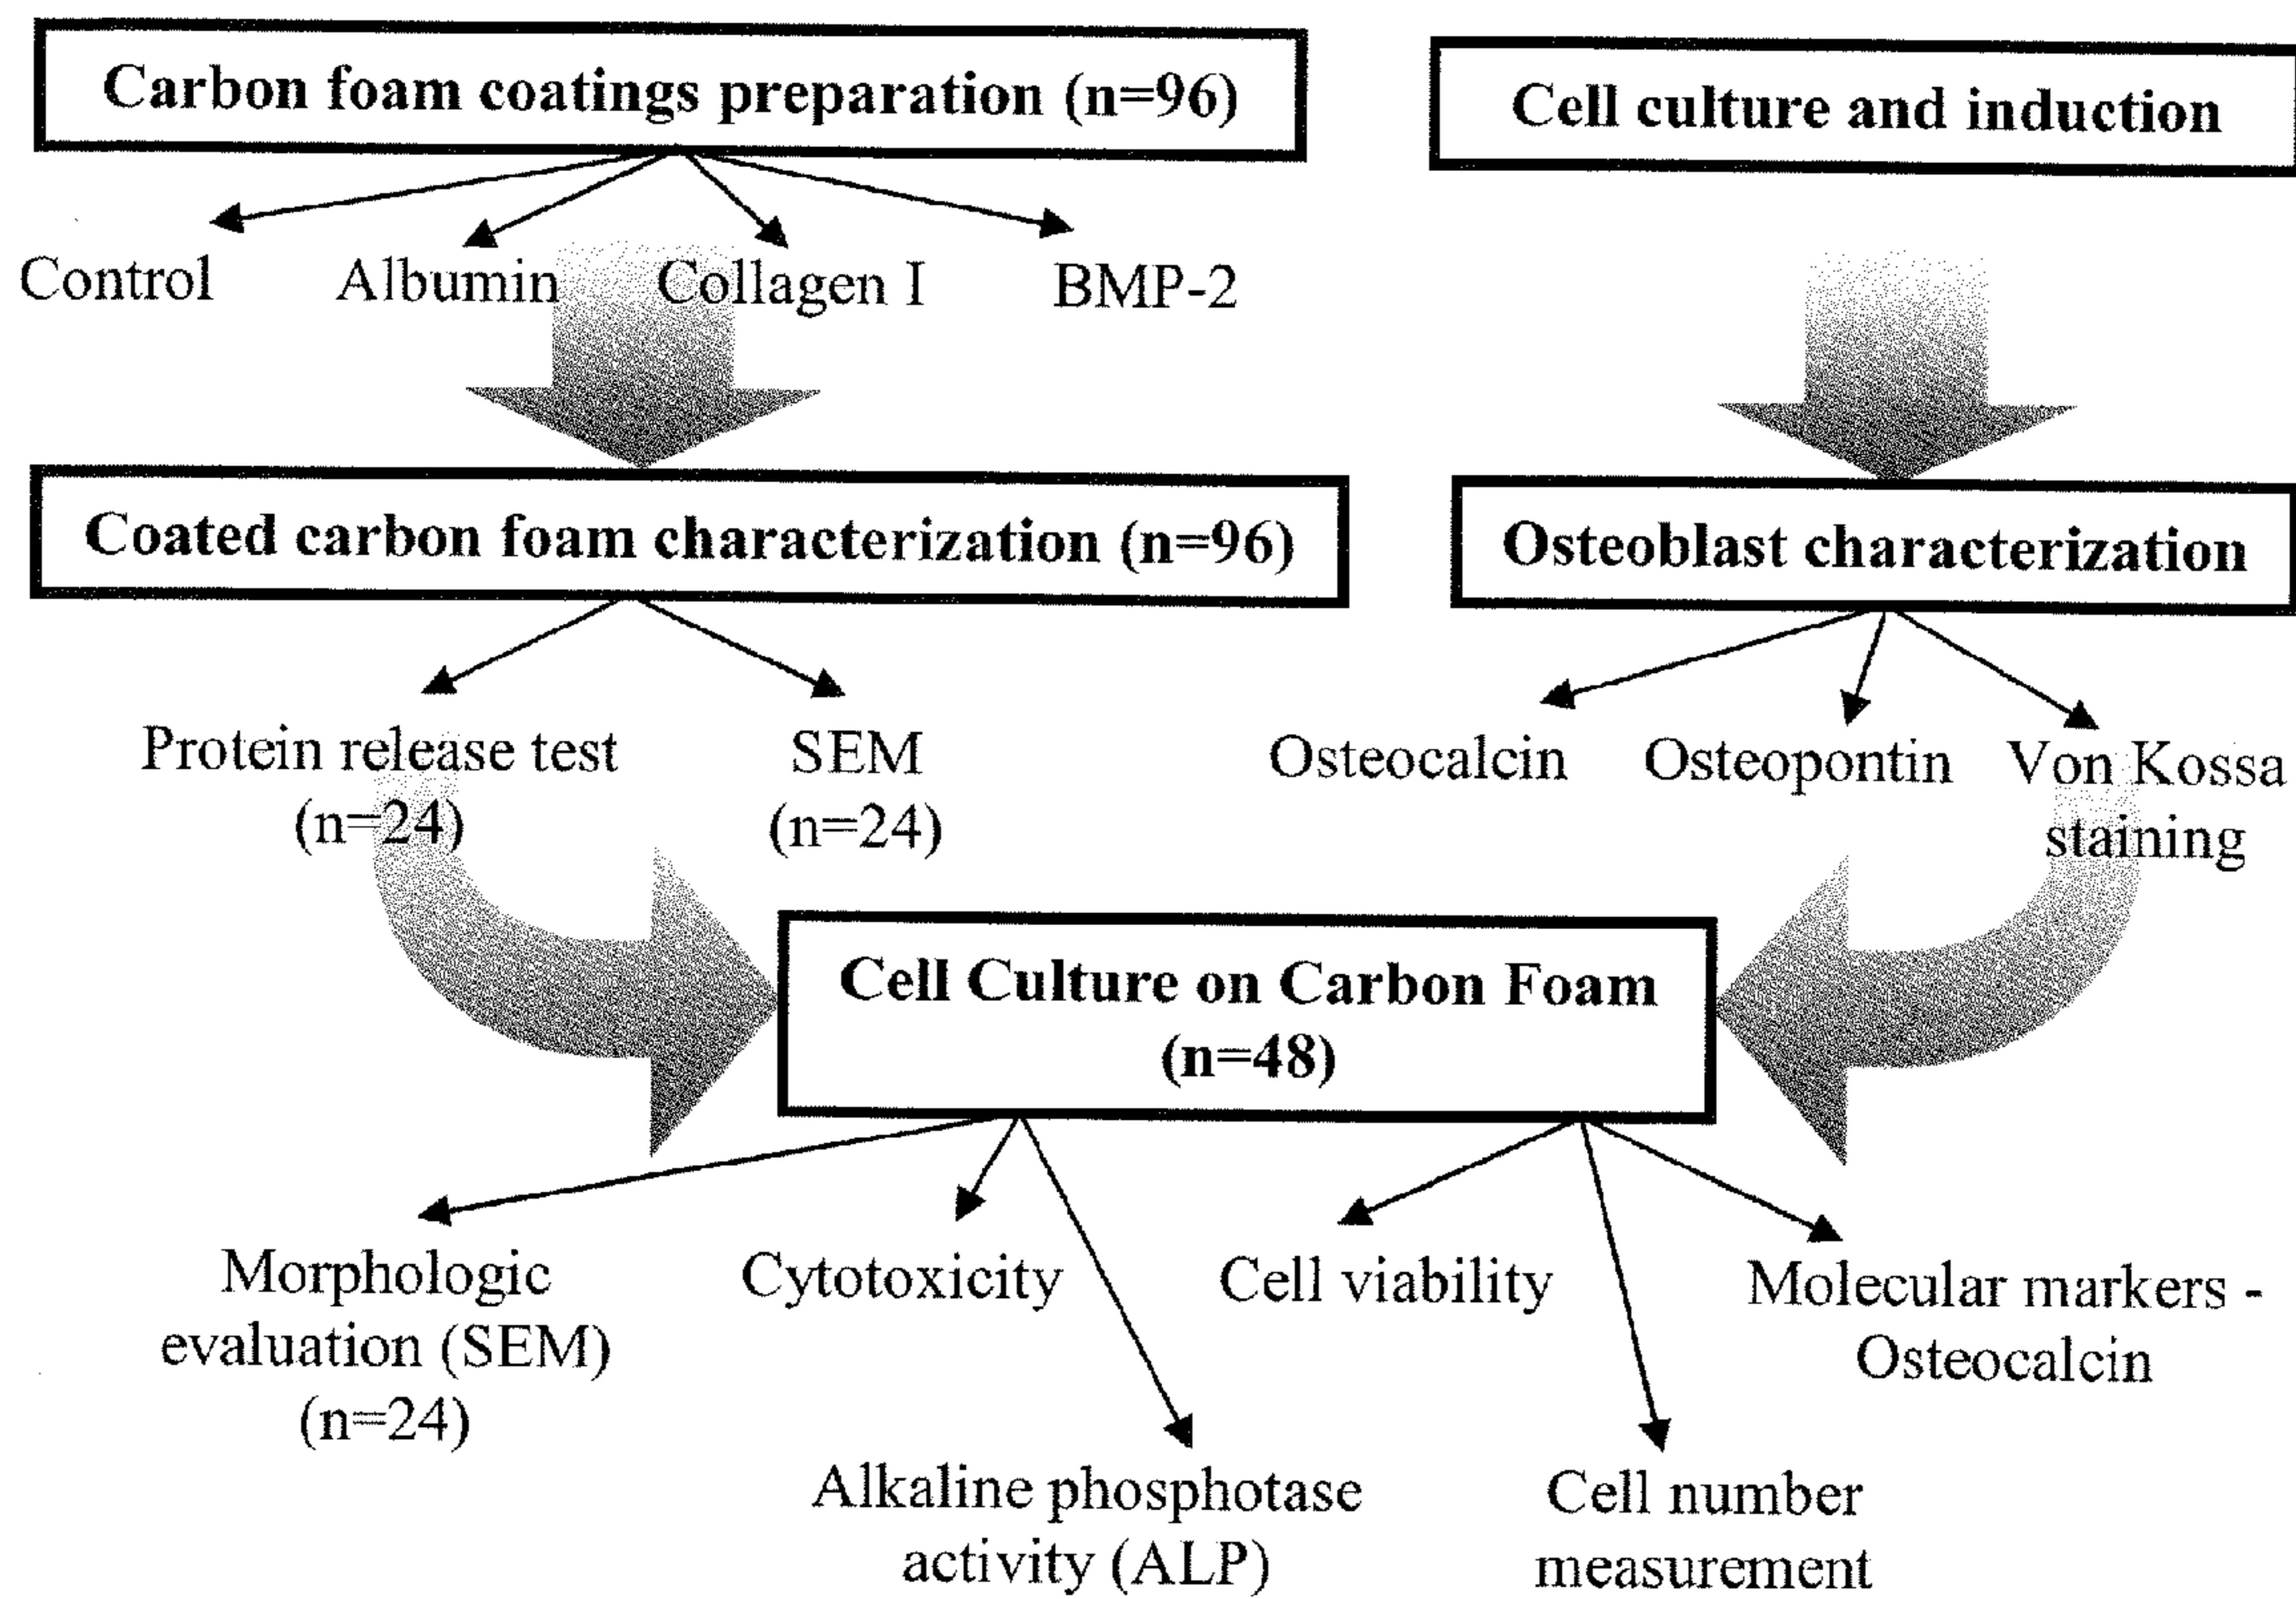 Carbon foam coatings preparation (n=96)
Cell culture and induction
Control
Albumin
Collagen I
BMP-2
Coated carbon foam characterization (n=96)
Osteoblast characterization
Protein release test
(n=24)
SEM
(n=24)
Osteocalcin
Osteopontin
Von Kossa
staining
Cell Culture on Carbon Foam
(n=48)
Morphologic
evaluation (SEM)
(n=24)
Cytotoxicity
Cell viability
Molecular markers -
Osteocalcin
Alkaline phosphotase
activity (ALP)
Cell number
measurement